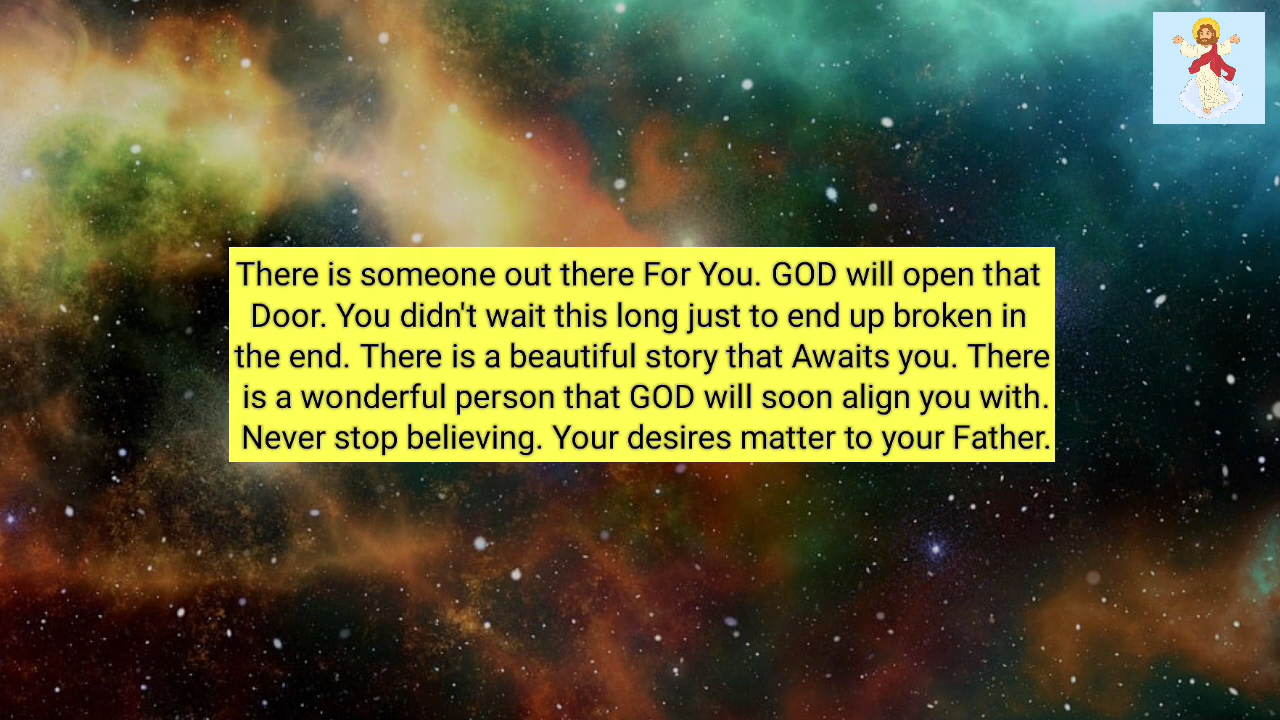 There is someone out there For You. GOD will open that
Door. You didn't wait this long just to end up broken in
the end. There is a beautiful story that Awaits you. There
is a wonderful person that GOD will soon align you with.
Never stop believing. Your desires matter to your Father.